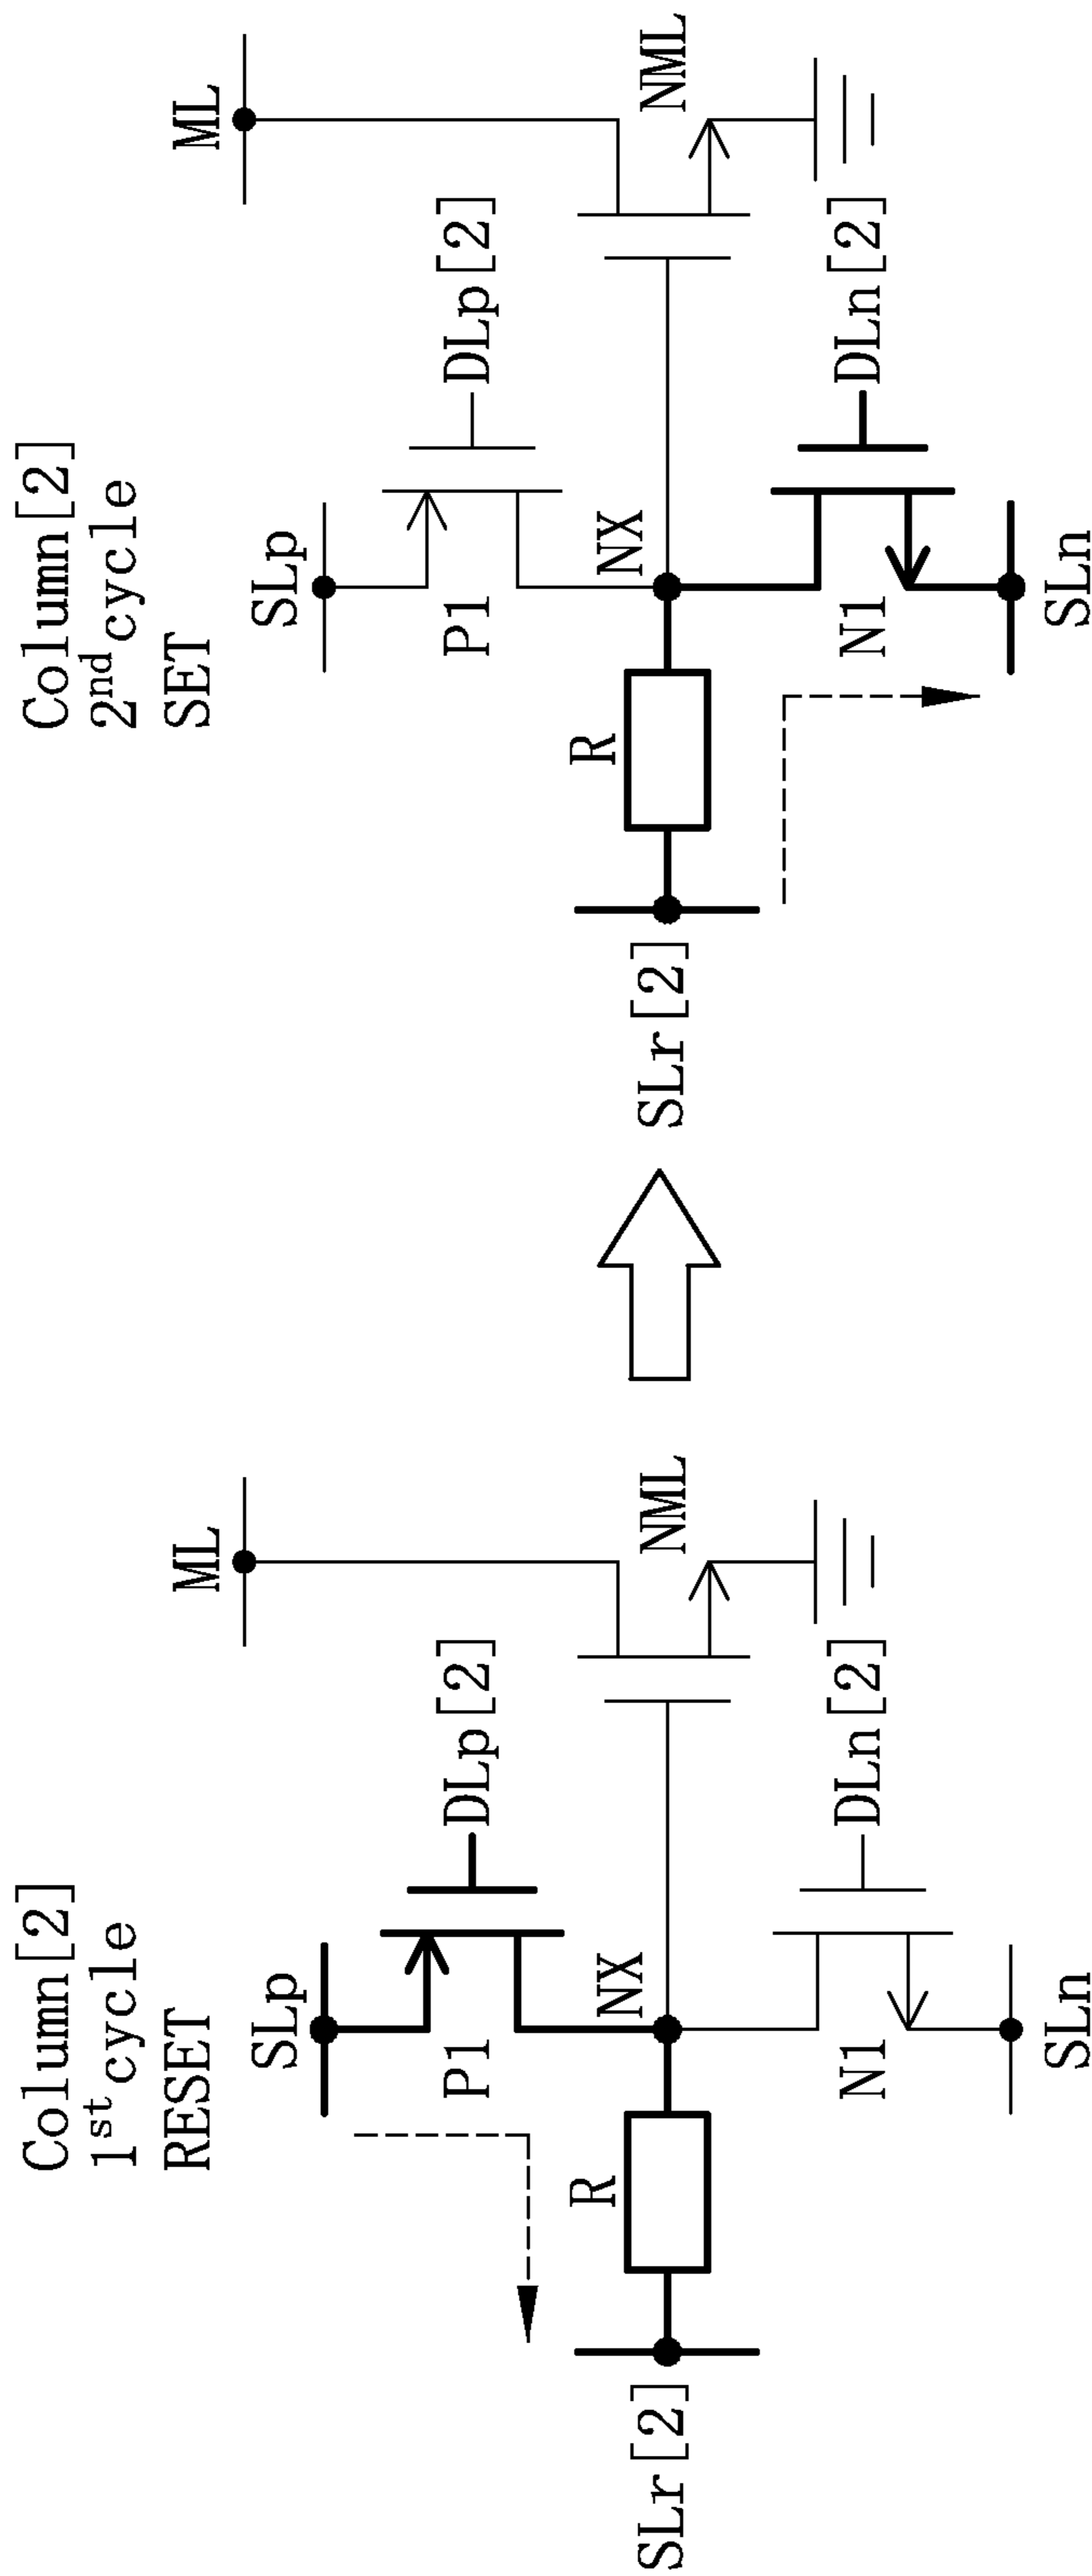 Column[2]
1st cycle
RESET
SLp
ML
P1
DLp[2]
NX
R
SLr[2]
NML
N1
DLn[2]
SLn
Column[2]
2nd cycle
SET
SLp
ML
P1
DLp[2]
NX
R
SLr[2]
NML
N1
DLn[2]
SLn